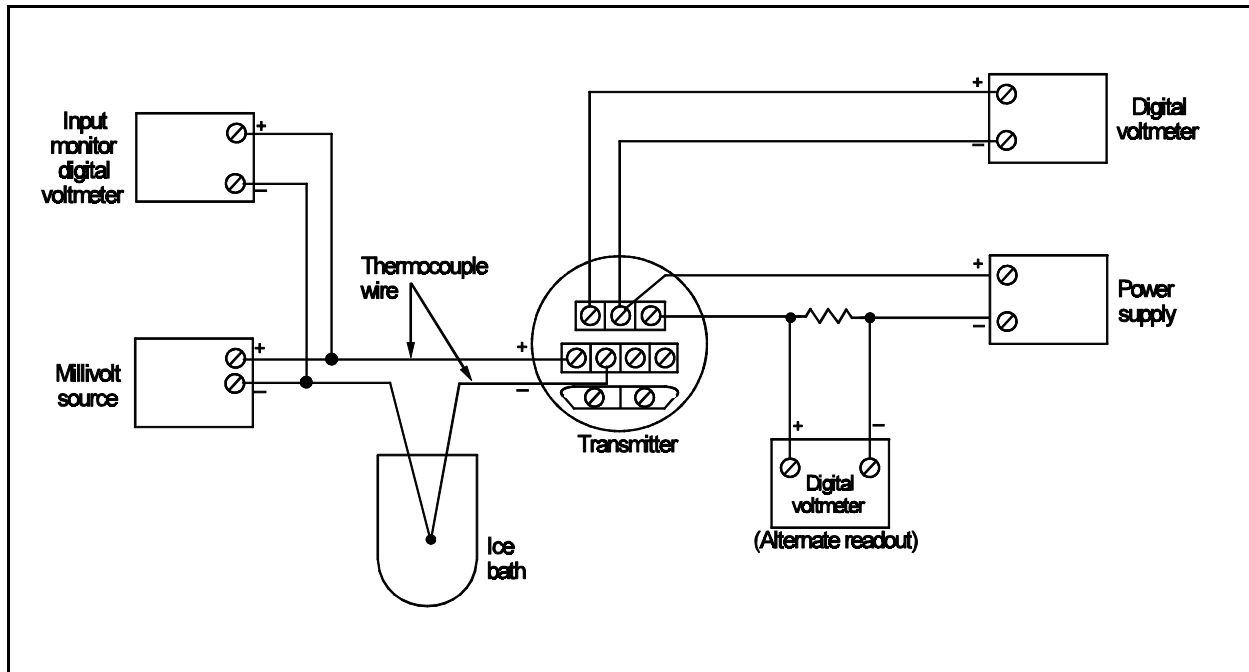 Input
monitor
digital
voltmeter
+
−
Millivolt
source
+
−
Thermocouple
wire
+
−
Transmitter
Ice
bath
+
−
Digital
voltmeter
+
−
Power
supply
+
−
Digital
voltmeter
(Alternate readout)